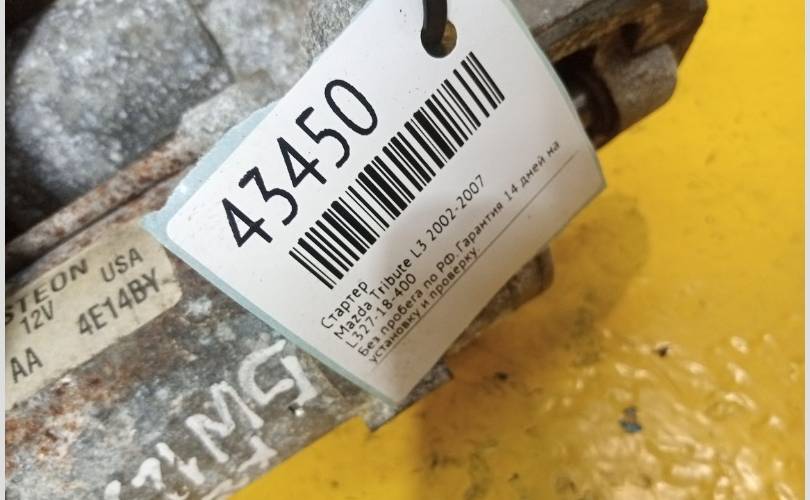 43450
Стартер
Mazda Tribute L3 2002-2007
L327-18-400
Без пробега по РФ. Гарантия 14 дней на
установку и проверку.
STEON
12V USA
AA 4E14BY